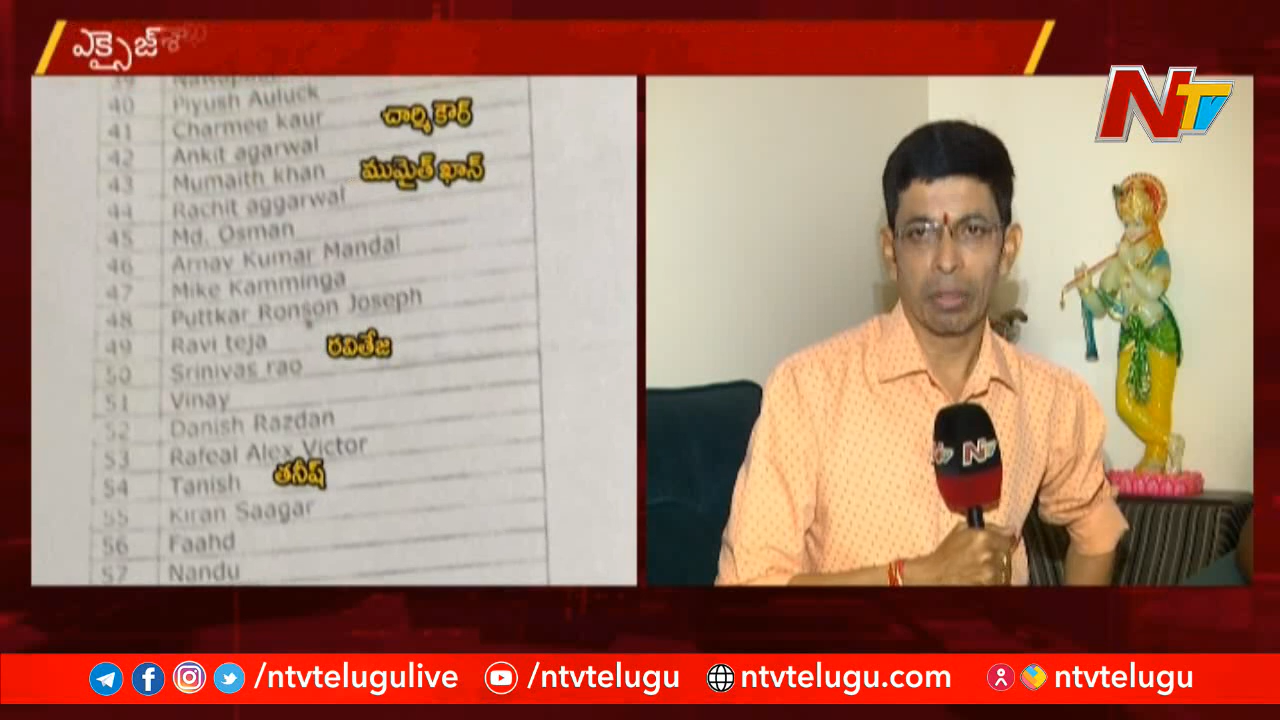 ఎక్సైజ్
NTV
40 Piyush Auluck
41 Charmee kaur చార్మి కౌర్
42 Ankit agarwal
43 Mumaith khan ముమైత్ ఖాన్
44 Rachit aggarwal
45 Md. Osman
46 Arnav Kumar Mandal
47 Mike Kamminga
48 Puttkar Ronson Joseph
49 Ravi teja రవితేజ
50 Srinivas rao
51 Vinay
52 Danish Razdan
53 Rafeal Alex Victor
54 Tanish తనీష్
55 Kiran Saagar
56 Faahd
57 Nandu
/ntvtelugulive /ntvtelugu ntvtelugu.com ntvtelugu